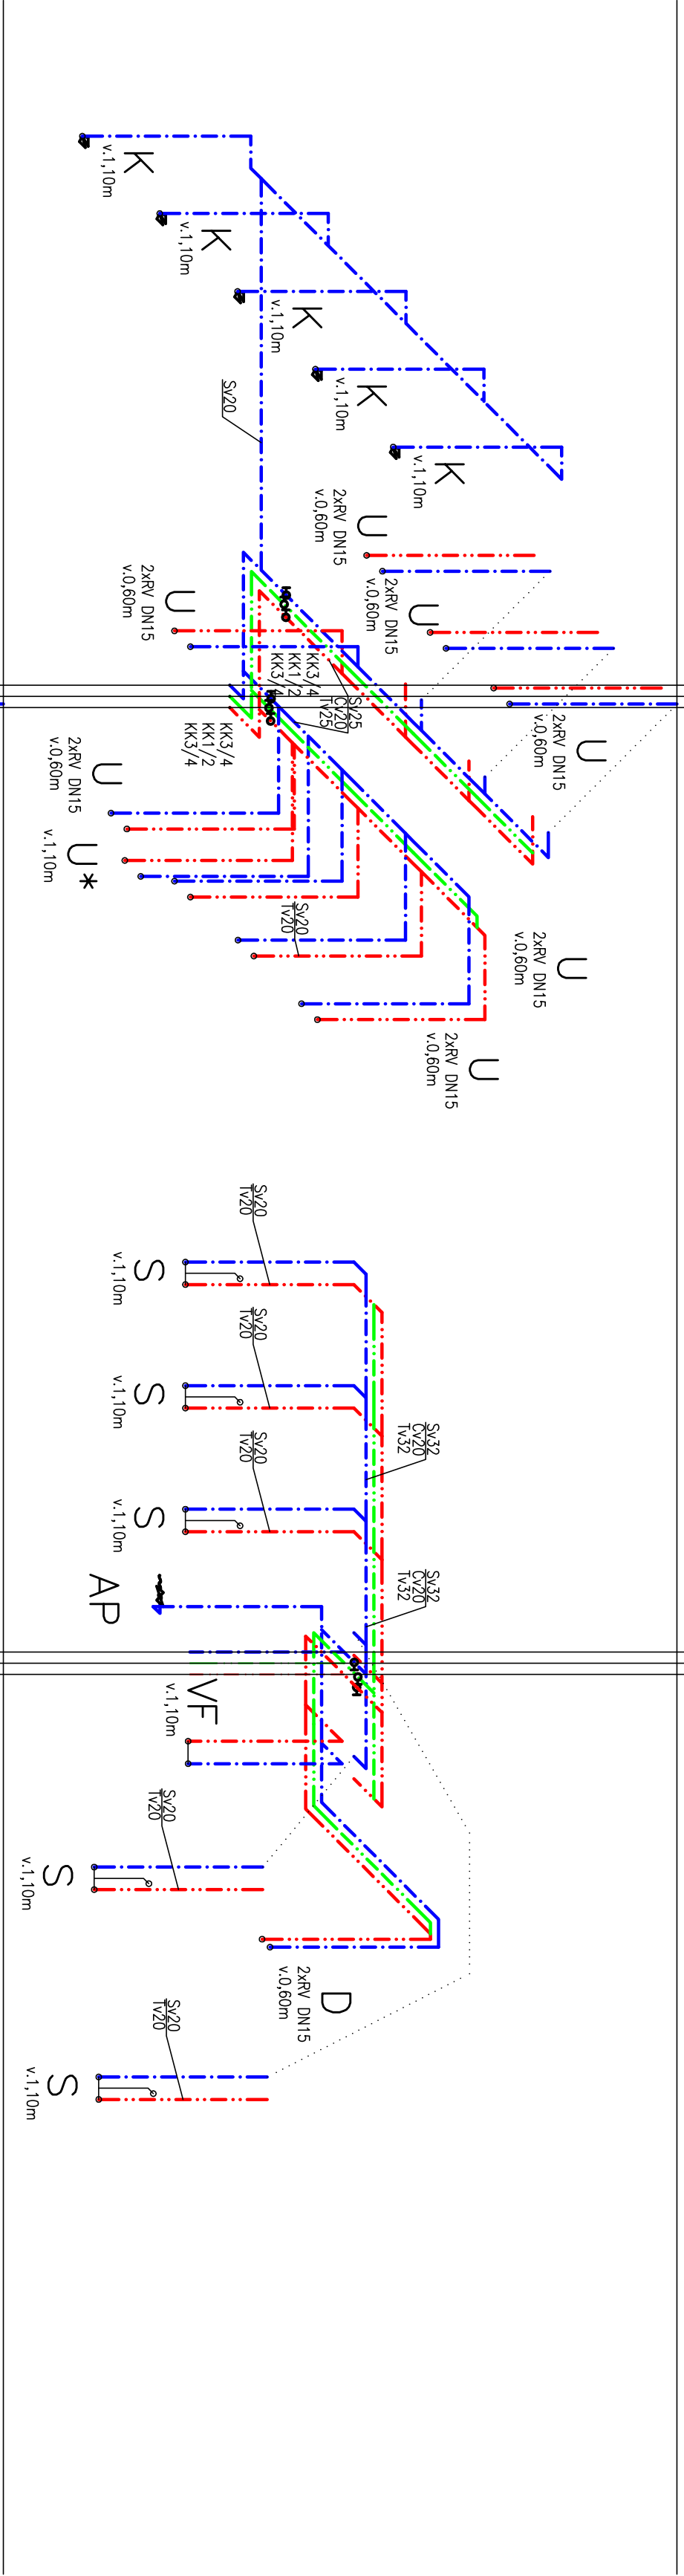 K
v.1,10m
K
v.1,10m
K
v.1,10m
K
v.1,10m
K
v.1,10m
Sv20
U
2xRV DN15
v.0,60m
U
2xRV DN15
v.0,60m
U
2xRV DN15
v.0,60m
U
2xRV DN15
v.0,60m
KK3/4
KK1/2
KK3/4
Sv25
Cv20
Tv25
KK3/4
KK1/2
KK3/4
U
2xRV DN15
v.0,60m
U*
v.1,10m
Sv20
Tv20
U
2xRV DN15
v.0,60m
U
2xRV DN15
v.0,60m
Sv20
Tv20
S
v.1,10m
Sv20
Tv20
S
v.1,10m
Sv20
Tv20
S
v.1,10m
Sv32
Cv20
Tv32
Sv32
Cv20
Tv32
AP
VF
v.1,10m
Sv20
Tv20
S
v.1,10m
D
2xRV DN15
v.0,60m
Sv20
Tv20
S
v.1,10m